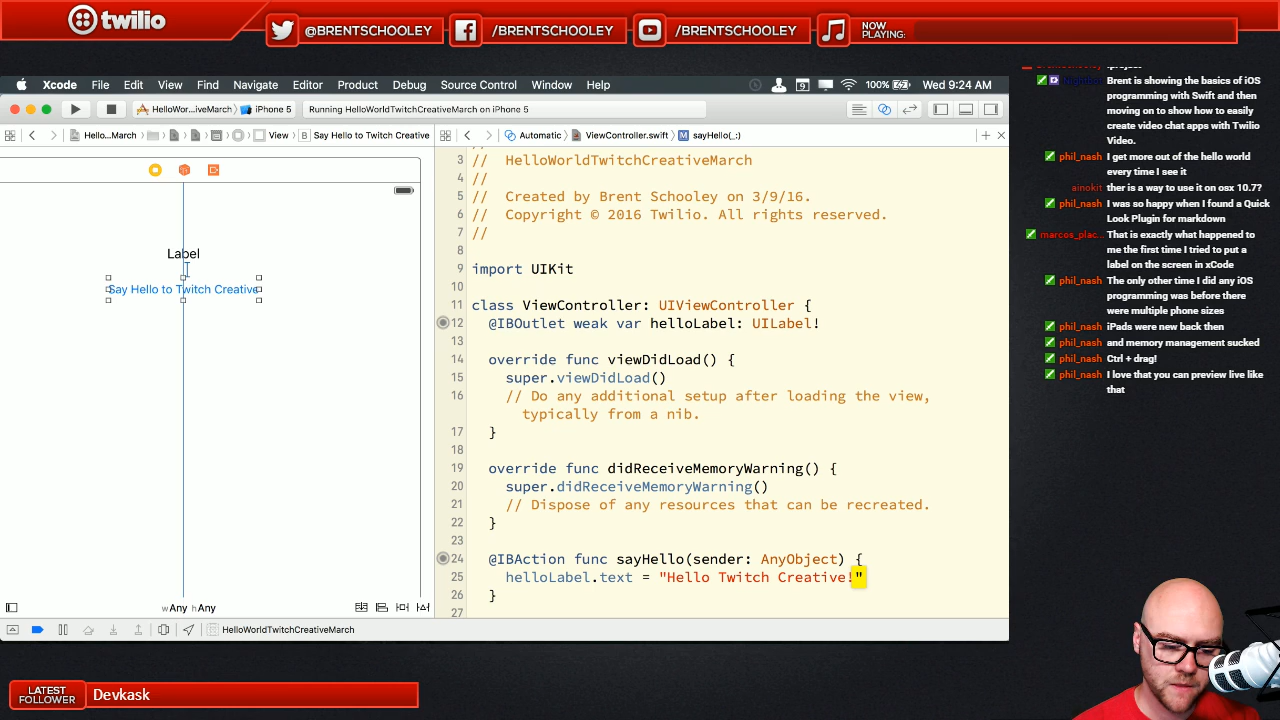 twilio
@BRENTSCHOOLEY
/BRENTSCHOOLEY
/BRENTSCHOOLEY
NOW PLAYING:
Xcode File Edit View Find Navigate Editor Product Debug Source Control Window Help
9
100%
Wed 9:24 AM
HelloWor...iveMarch
iPhone 5
Running HelloWorldTwitchCreativeMarch on iPhone 5
Hello...March
View
B Say Hello to Twitch Creative
Automatic
ViewController.swift
M sayHello(_:)
Label
Say Hello to Twitch Creative
wAny hAny
3 // HelloWorldTwitchCreativeMarch
4 //
5 // Created by Brent Schooley on 3/9/16.
6 // Copyright © 2016 Twilio. All rights reserved.
7 //
8
9 import UIKit
10
11 class ViewController: UIViewController {
12 @IBOutlet weak var helloLabel: UILabel!
13
14 override func viewDidLoad() {
15 super.viewDidLoad()
16 // Do any additional setup after loading the view,
typically from a nib.
17 }
18
19 override func didReceiveMemoryWarning() {
20 super.didReceiveMemoryWarning()
21 // Dispose of any resources that can be recreated.
22 }
23
24 @IBAction func sayHello(sender: AnyObject) {
25 helloLabel.text = "Hello Twitch Creative!"
26 }
27
HelloWorldTwitchCreativeMarch
Brent is showing the basics of iOS
programming with Swift and then
moving on to show how to easily
create video chat apps with Twilio
Video.
phil_nash I get more out of the hello world
every time I see it
ainokit ther is a way to use it on osx 10.7?
phil_nash I was so happy when I found a Quick
Look Plugin for markdown
marcos_plac... That is exactly what happened to
me the first time I tried to put a
label on the screen in xCode
phil_nash The only other time I did any iOS
programming was before there
were multiple phone sizes
phil_nash iPads were new back then
phil_nash and memory management sucked
phil_nash Ctrl + drag!
phil_nash I love that you can preview live like
that
LATEST
FOLLOWER
Devkask